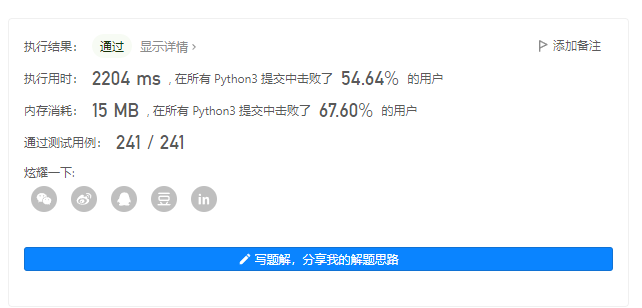 执行结果： 通过 显示详情 › 添加备注
执行用时： 2204 ms , 在所有 Python3 提交中击败了 54.64% 的用户
内存消耗： 15 MB , 在所有 Python3 提交中击败了 67.60% 的用户
通过测试用例： 241 / 241
炫耀一下:
豆 in
写题解，分享我的解题思路